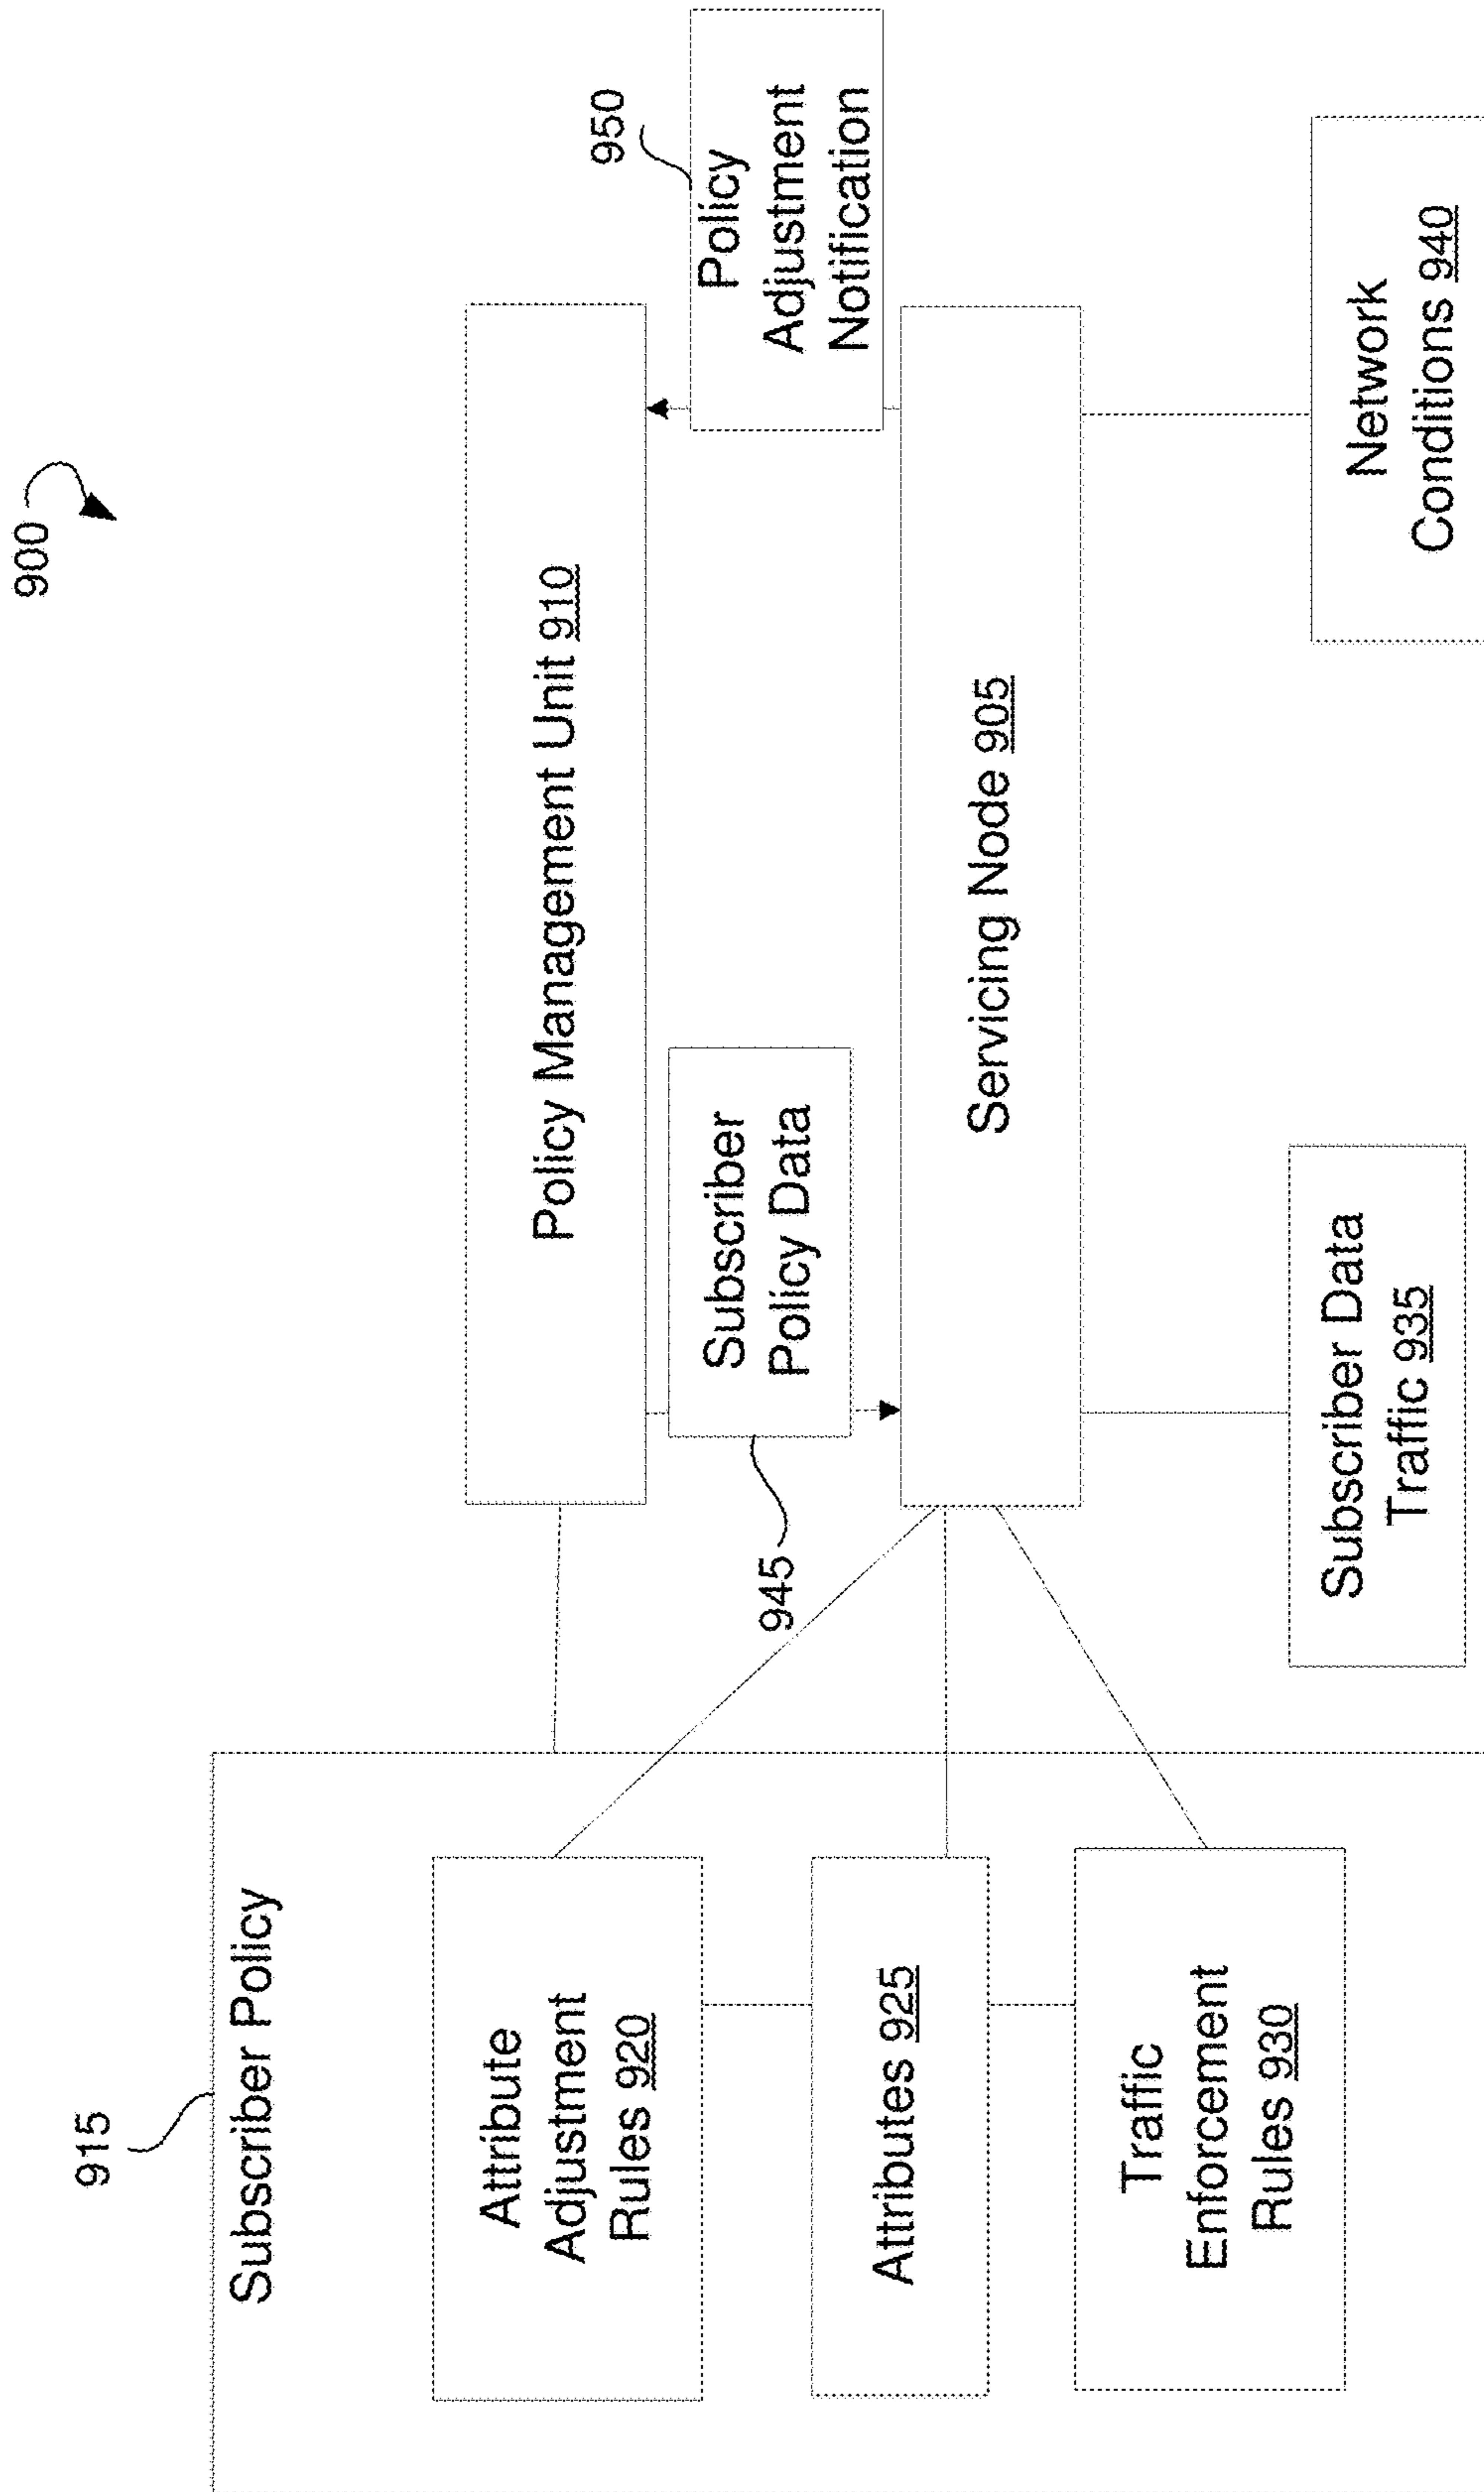 900
915
Subscriber Policy
Attribute
Adjustment
Rules 920
Attributes 925
Traffic
Enforcement
Rules 930
Policy Management Unit 910
945
Subscriber
Policy Data
950
Policy
Adjustment
Notification
Servicing Node 905
Subscriber Data
Traffic 935
Network
Conditions 940